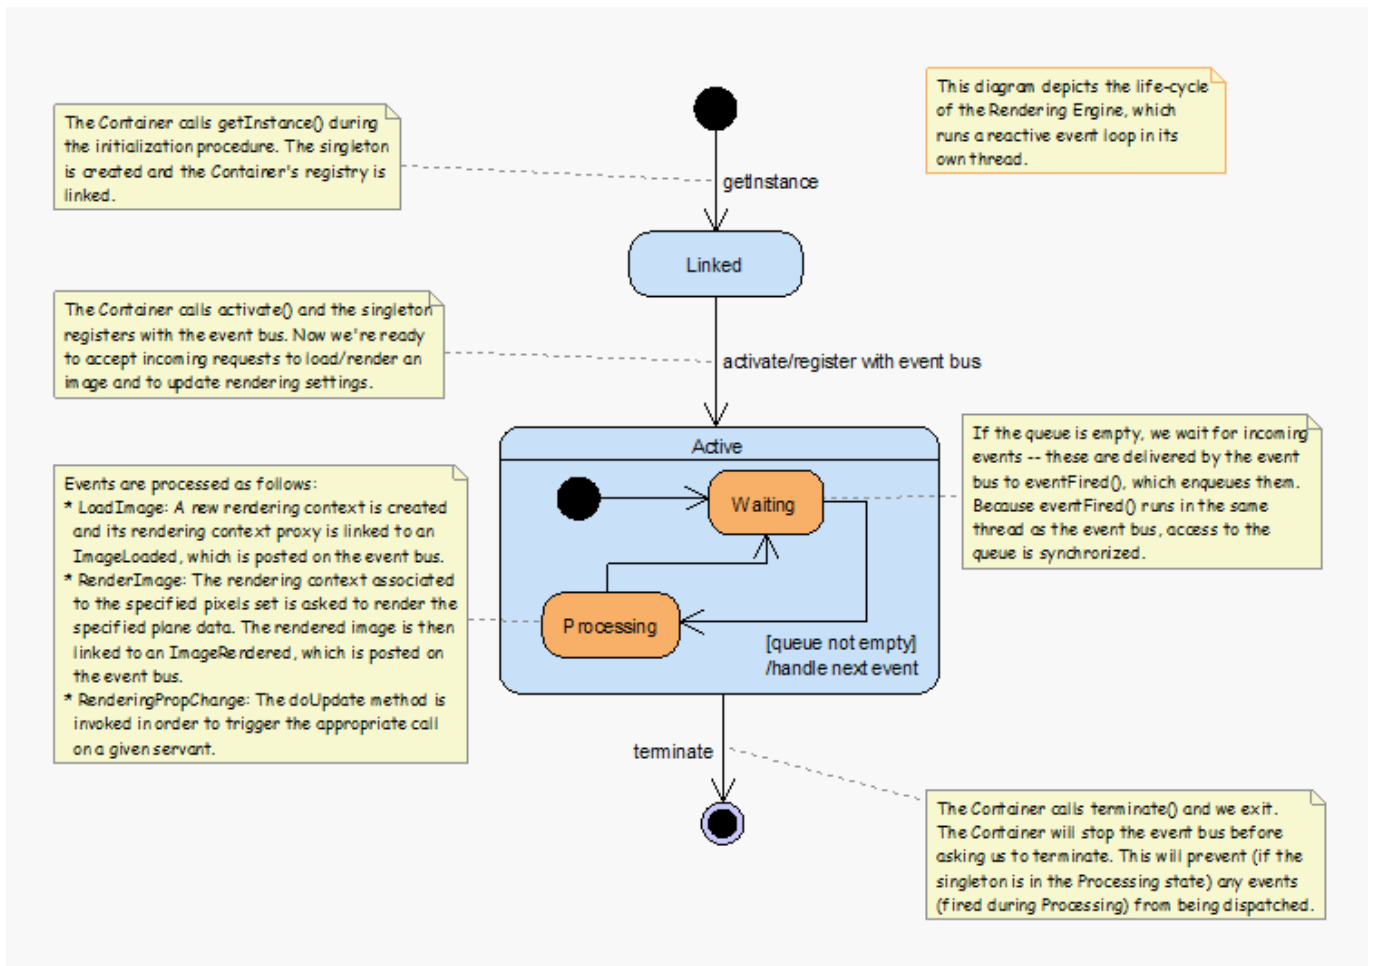 The Container calls getInstance() during
the initialization procedure. The singleton
is created and the Container's registry is
linked.
This diagram depicts the life-cycle
of the Rendering Engine, which
runs a reactive event loop in its
own thread.
getInstance
Linked
The Container calls activate() and the singleton
registers with the event bus. Now we're ready
to accept incoming requests to load/render an
image and to update rendering settings.
activate/register with event bus
Active
Waiting
Processing
[queue not empty]
/handle next event
If the queue is empty, we wait for incoming
events -- these are delivered by the event
bus to eventFired(), which enqueues them.
Because eventFired() runs in the same
thread as the event bus, access to the
queue is synchronized.
Events are processed as follows:
* LoadImage: A new rendering context is created
and its rendering context proxy is linked to an
ImageLoaded, which is posted on the event bus.
* RenderImage: The rendering context associated
to the specified pixels set is asked to render the
specified plane data. The rendered image is then
linked to an ImageRendered, which is posted on
the event bus.
* RenderingPropChange: The doUpdate method is
invoked in order to trigger the appropriate call
on a given servant.
terminate
The Container calls terminate() and we exit.
The Container will stop the event bus before
asking us to terminate. This will prevent (if the
singleton is in the Processing state) any events
(fired during Processing) from being dispatched.